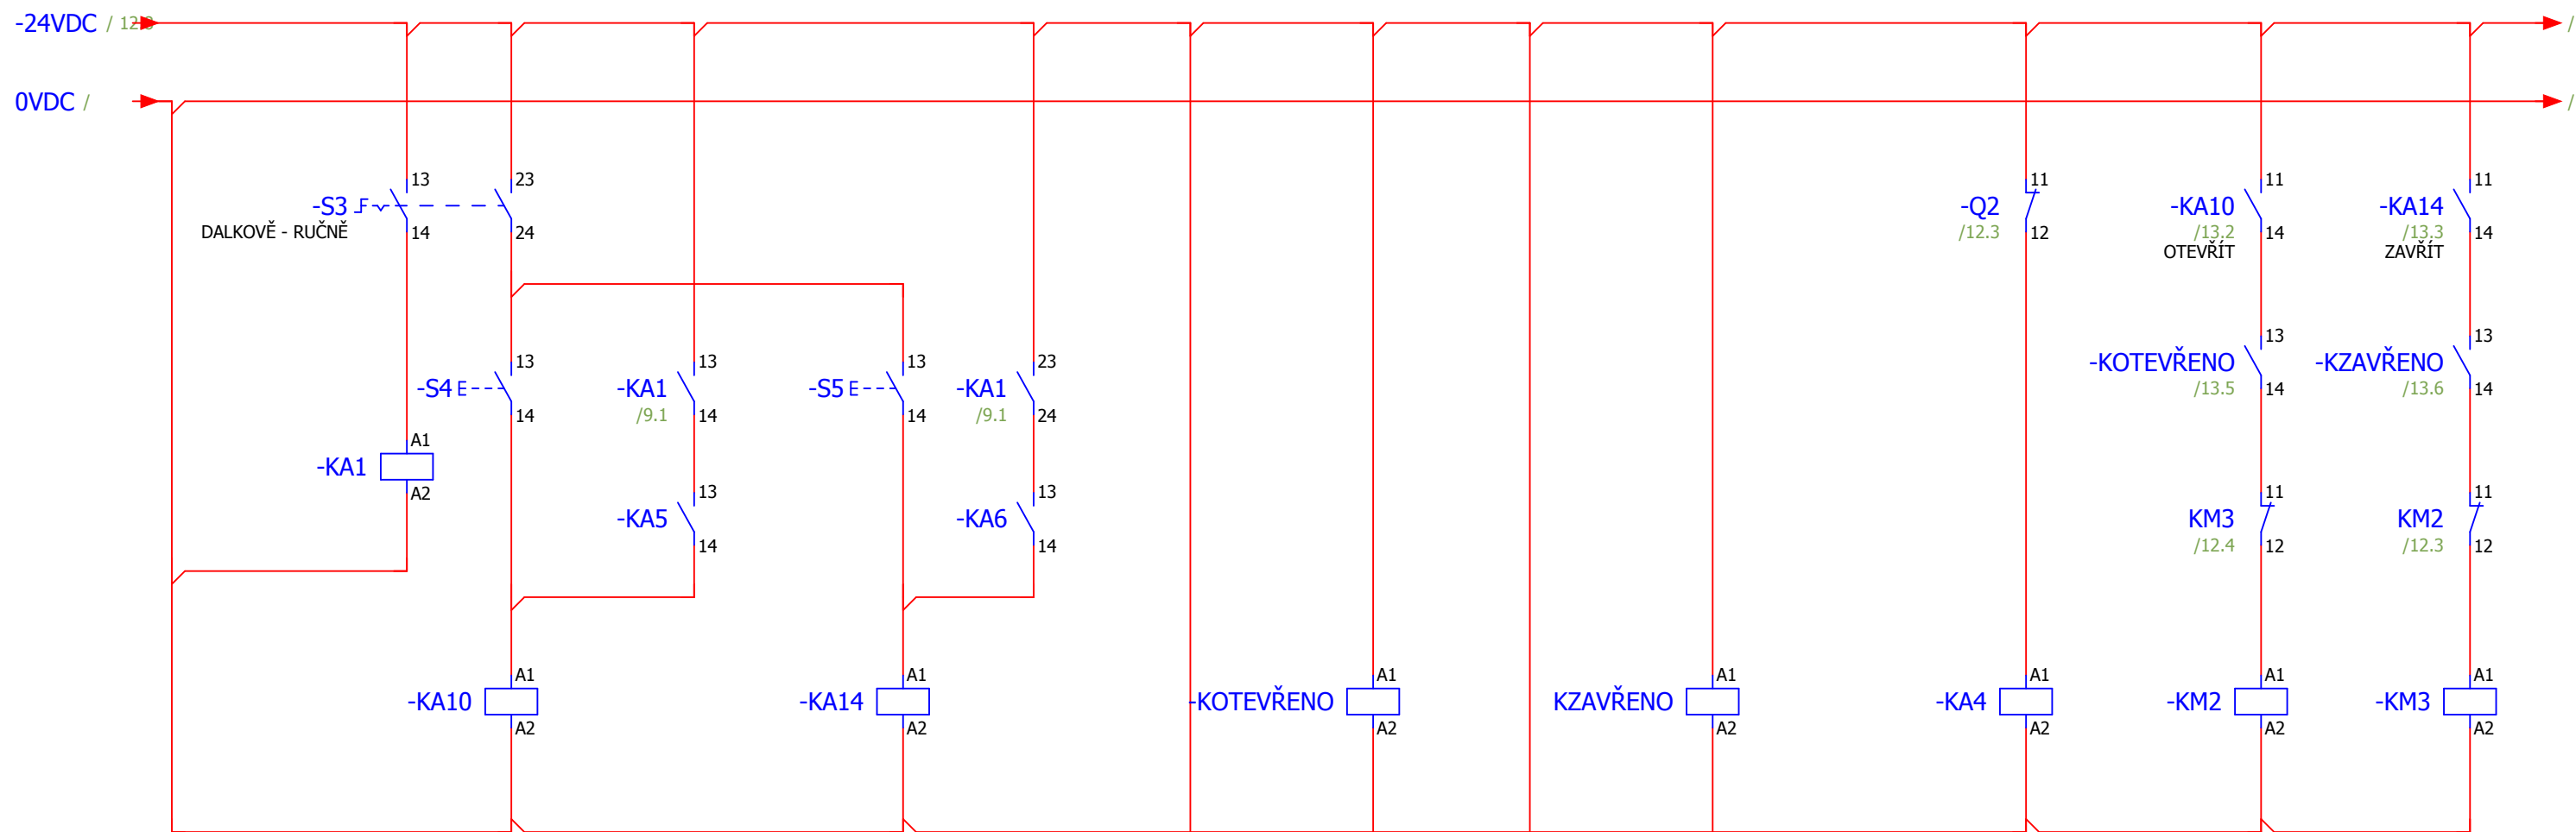 -24VDC / 12.8
/
0VDC /
/
13
23
11
11
11
-S3
-Q2
-KA10
-KA14
DALKOVĚ - RUČNĚ
14
24
/12.3
12
/13.2
14
/13.3
14
OTEVŘÍT
ZAVŘÍT
13
13
-KOTEVŘENO
-KZAVŘENO
13
13
13
23
-S4
-KA1
-S5
-KA1
/13.5
14
/13.6
14
14
/9.1
14
14
/9.1
24
A1
-KA1
A2
13
13
11
11
-KA5
-KA6
KM3
KM2
14
14
/12.4
12
/12.3
12
A1
A1
A1
A1
A1
A1
A1
-KA10
-KA14
-KOTEVŘENO
KZAVŘENO
-KA4
-KM2
-KM3
A2
A2
A2
A2
A2
A2
A2